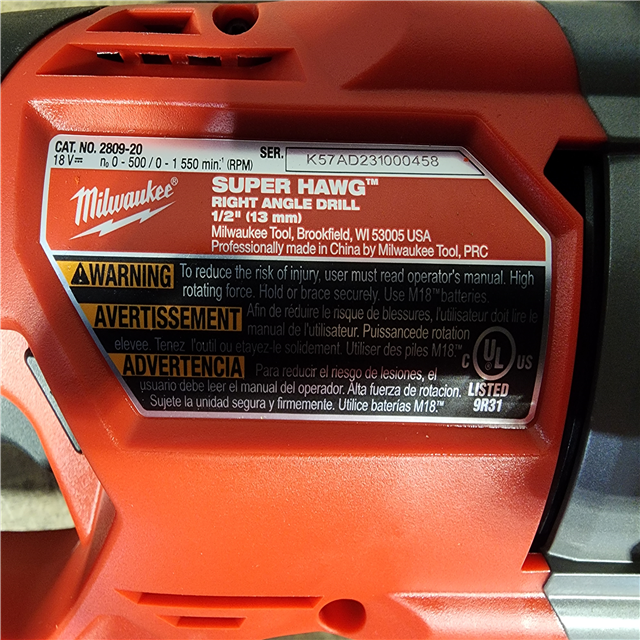 CAT. NO. 2809-20
18 V⎓ n₀ 0 - 500 / 0 - 1 550 min.⁻¹ (RPM)
SER. K57AD231000458
Milwaukee®
SUPER HAWG™
RIGHT ANGLE DRILL
1/2" (13 mm)
Milwaukee Tool, Brookfield, WI 53005 USA
Professionally made in China by Milwaukee Tool, PRC
WARNING To reduce the risk of injury, user must read operator's manual. High
rotating force. Hold or brace securely. Use M18™ batteries.
AVERTISSEMENT Afin de réduire le risque de blessures, l'utilisateur doit lire le
manual de l'utilisateur. Puissancede rotation
elevee. Tenez l'outil ou etayez-le solidement. Utiliser des piles M18.™
ADVERTENCIA Para reducir el riesgo de lesiones, el
usuario debe leer el manual del operador. Alta fuerza de rotacion.
Sujete la unidad segura y firmemente. Utilice baterías M18.™
C UL US
LISTED
9R31